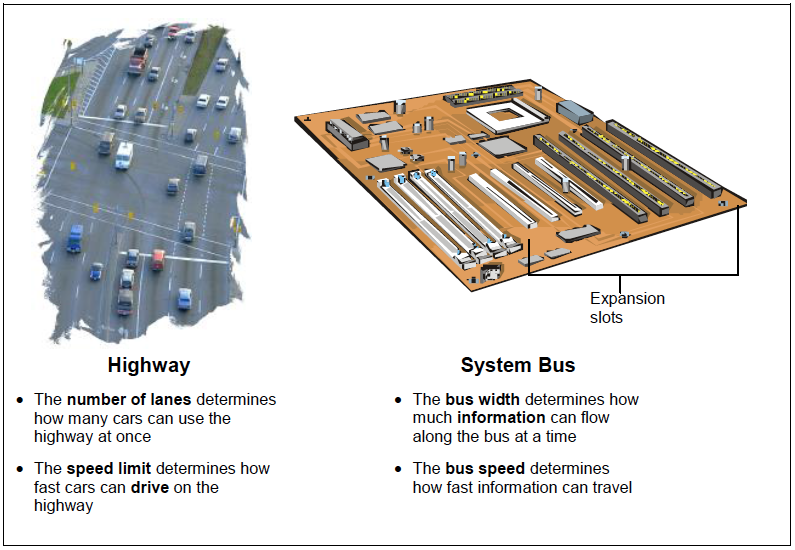 Expansion
slots
Highway
• The number of lanes determines
how many cars can use the
highway at once
• The speed limit determines how
fast cars can drive on the
highway
System Bus
• The bus width determines how
much information can flow
along the bus at a time
• The bus speed determines
how fast information can travel